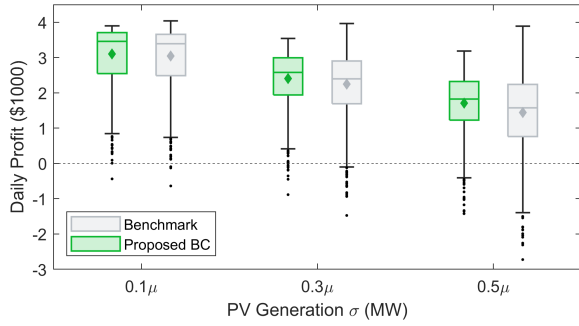 Daily Profit ($1000)
4
3
2
1
0
-1
-2
-3
Benchmark
Proposed BC
0.1μ
0.3μ
0.5μ
PV Generation σ (MW)